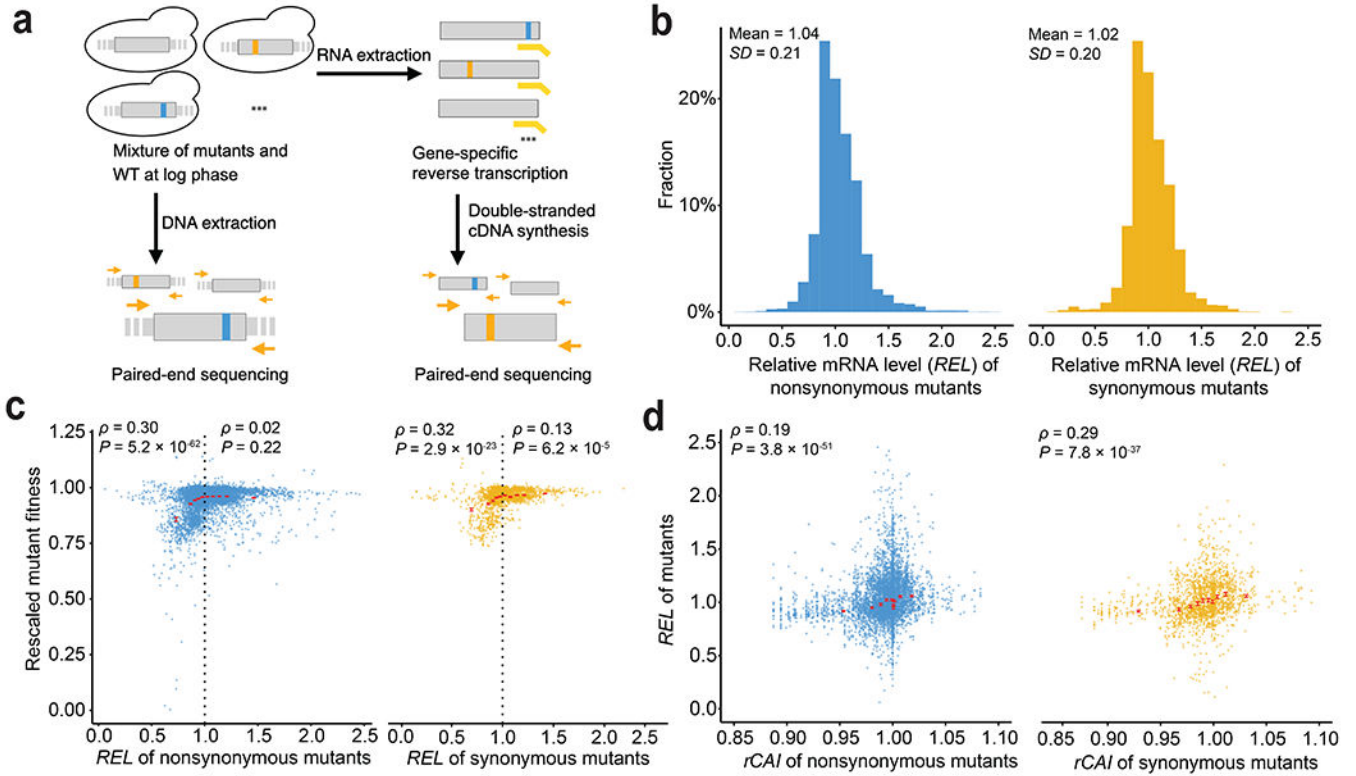 a
RNA extraction
***
Mixture of mutants and
WT at log phase
***
Gene-specific
reverse transcription
DNA extraction
Double-stranded
cDNA synthesis
Paired-end sequencing
Paired-end sequencing
b
Mean = 1.04
SD = 0.21
Mean = 1.02
SD = 0.20
Fraction
20%
10%
0%
0.0 0.5 1.0 1.5 2.0 2.5
0.0 0.5 1.0 1.5 2.0 2.5
Relative mRNA level (REL) of
nonsynonymous mutants
Relative mRNA level (REL) of
synonymous mutants
c
ρ = 0.30
P = 5.2 × 10⁻⁶²
ρ = 0.02
P = 0.22
ρ = 0.32
P = 2.9 × 10⁻²³
ρ = 0.13
P = 6.2 × 10⁻⁵
Rescaled mutant fitness
1.25
1.00
0.75
0.50
0.25
0.00
0.0 0.5 1.0 1.5 2.0 2.5
0.0 0.5 1.0 1.5 2.0 2.5
REL of nonsynonymous mutants
REL of synonymous mutants
d
ρ = 0.19
P = 3.8 × 10⁻⁵¹
ρ = 0.29
P = 7.8 × 10⁻³⁷
REL of mutants
2.5
2.0
1.5
1.0
0.5
0.0
0.85 0.90 0.95 1.00 1.05 1.10
0.85 0.90 0.95 1.00 1.05 1.10
rCAI of nonsynonymous mutants
rCAI of synonymous mutants